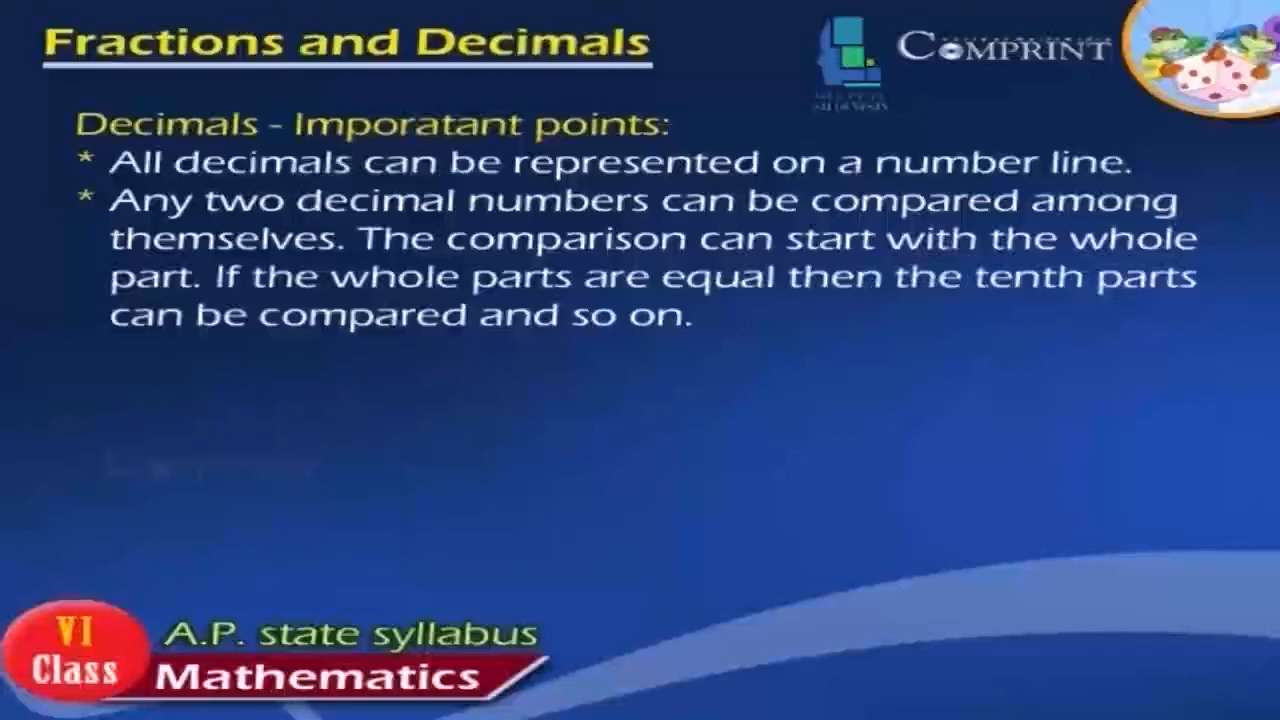 Fractions and Decimals
COMPRINT
Decimals - Imporatant points:
* All decimals can be represented on a number line.
* Any two decimal numbers can be compared among
themselves. The comparison can start with the whole
part. If the whole parts are equal then the tenth parts
can be compared and so on.
VI
Class
A.P. state syllabus
Mathematics